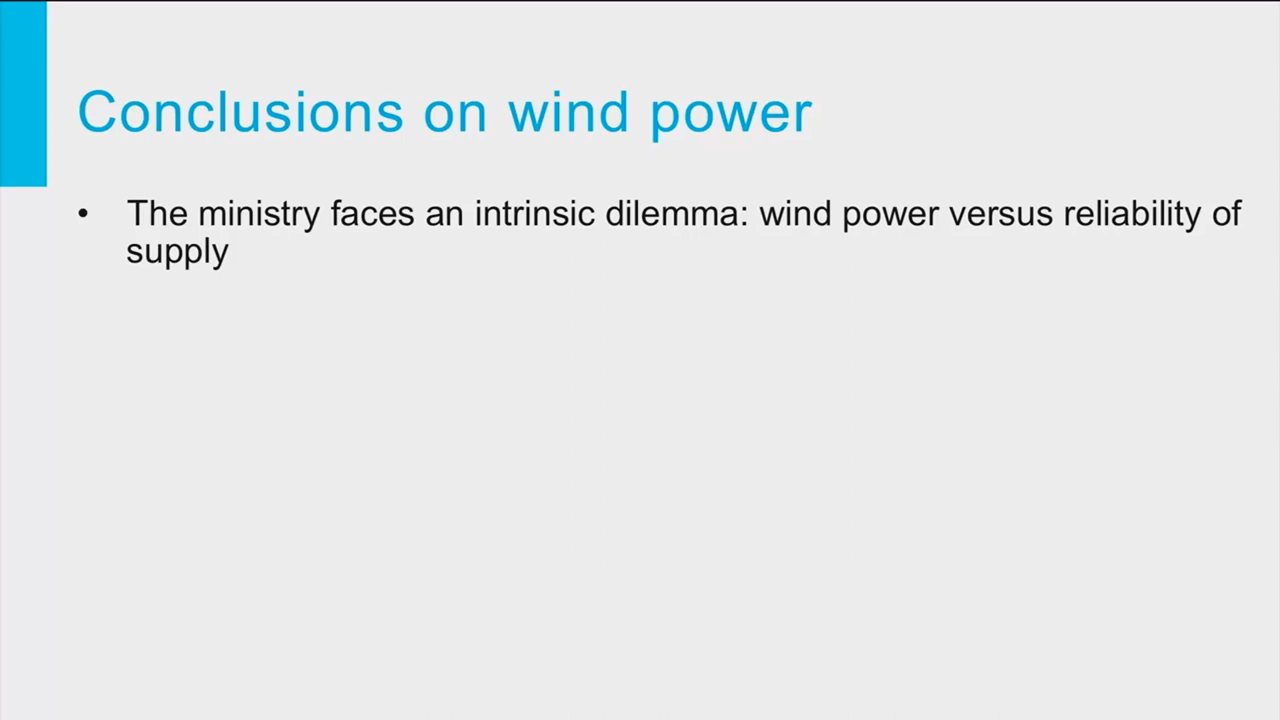 Conclusions on wind power
• The ministry faces an intrinsic dilemma: wind power versus reliability of
supply